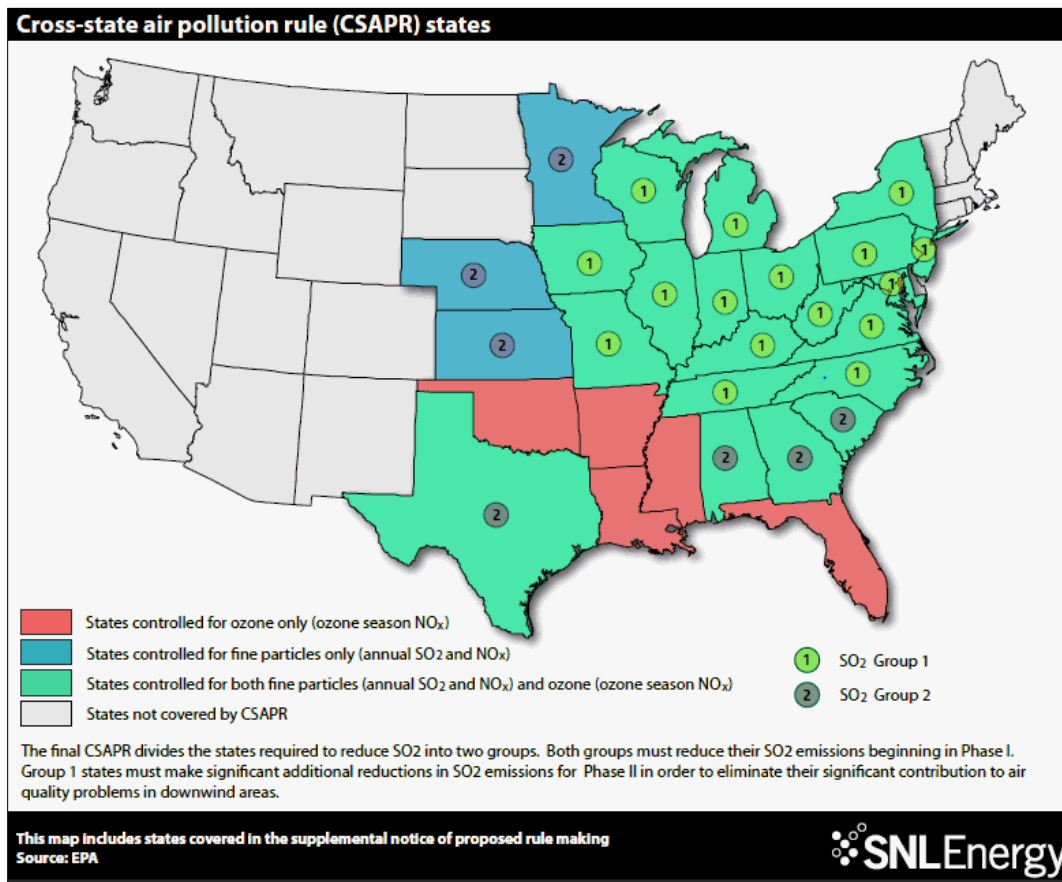 Cross-state air pollution rule (CSAPR) states
2
1
1
1
1
1
2
1
1
1
1
1
1
1
2
1
1
1
1
2
2
2
2
States controlled for ozone only (ozone season NOx)
States controlled for fine particles only (annual SO2 and NOx)
States controlled for both fine particles (annual SO2 and NOx) and ozone (ozone season NOx)
States not covered by CSAPR
1 SO2 Group 1
2 SO2 Group 2
The final CSAPR divides the states required to reduce SO2 into two groups. Both groups must reduce their SO2 emissions beginning in Phase I.
Group 1 states must make significant additional reductions in SO2 emissions for Phase II in order to eliminate their significant contribution to air
quality problems in downwind areas.
This map includes states covered in the supplemental notice of proposed rule making
Source: EPA
SNLEnergy